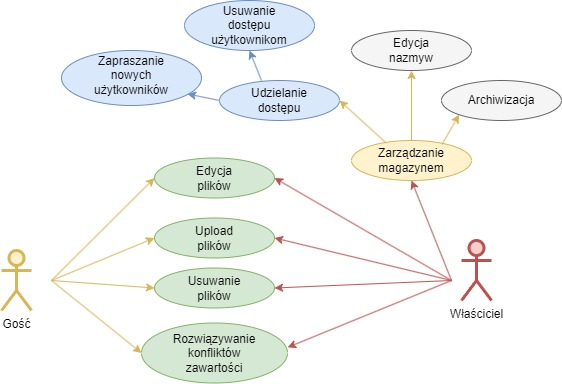 Usuwanie
dostępu
użytkownikom
Edycja
nazmyw
Zapraszanie
nowych
użytkowników
Udzielanie
dostępu
Archiwizacja
Zarządzanie
magazynem
Edycja
plików
Upload
plików
Usuwanie
plików
Rozwiązywanie
konfliktów
zawartości
Gość
Właściciel